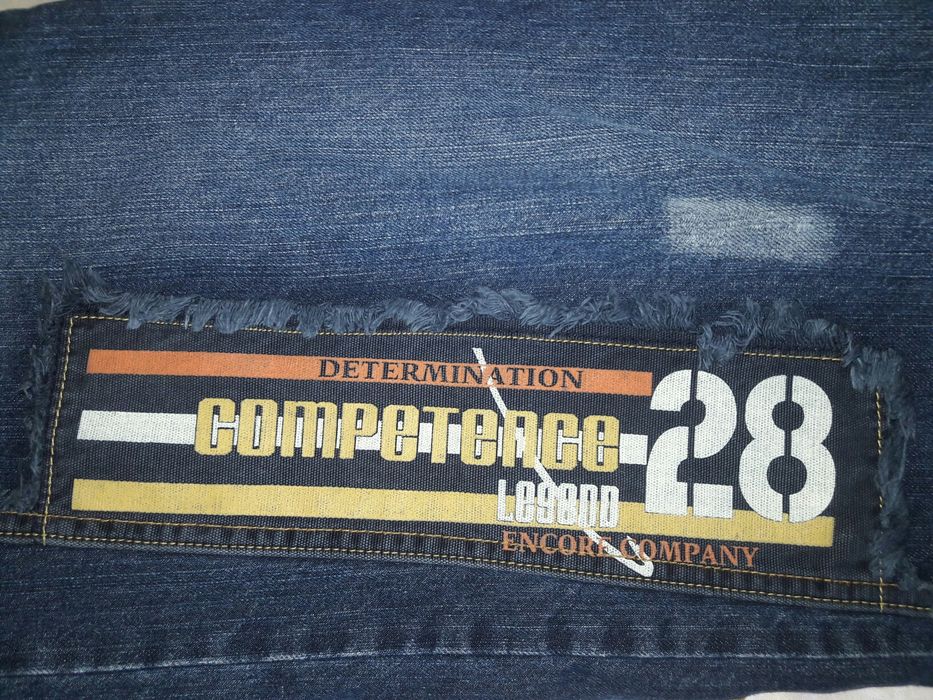 DETERMINATION
COMPETENCE
28
LEGEND
ENCORE COMPANY